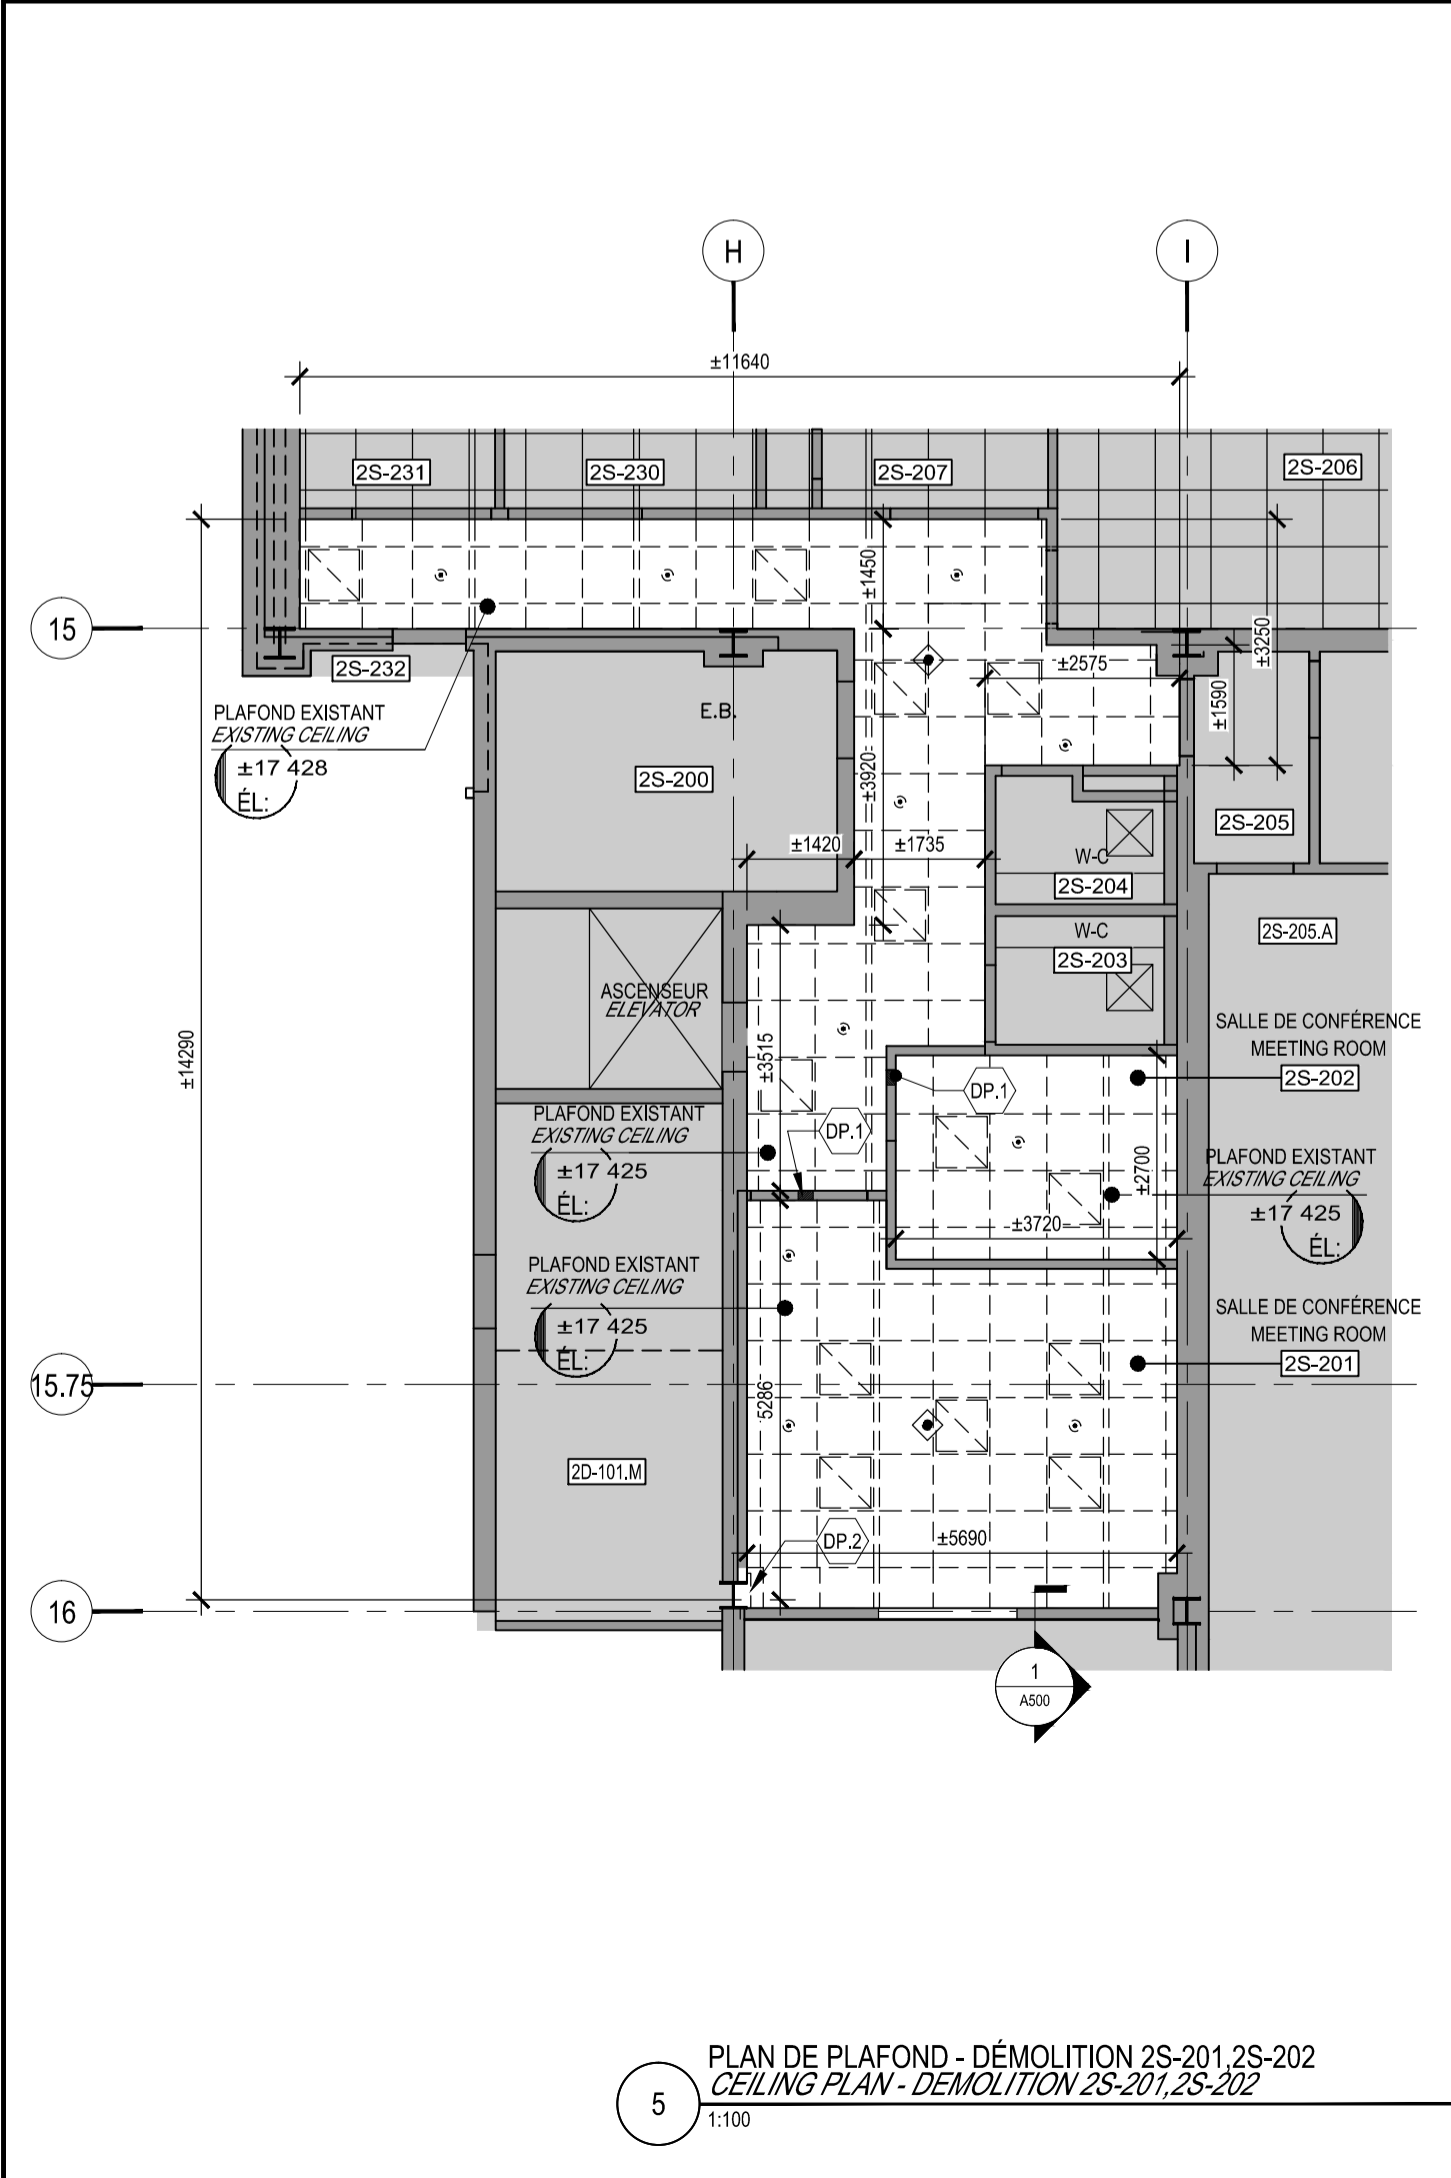 H
I
±11640
2S-231
2S-230
2S-207
2S-206
±1450
15
±3250
2S-232
±2575
±1590
PLAFOND EXISTANT
EXISTING CEILING
±17 428
ÉL:
E.B.
2S-200
±3920
2S-205
±1420
±1735
W-C
2S-204
W-C
2S-203
2S-205.A
ASCENSEUR
ELEVATOR
±14290
±3515
SALLE DE CONFÉRENCE
MEETING ROOM
2S-202
DP.1
PLAFOND EXISTANT
EXISTING CEILING
±17 425
ÉL:
DP.1
±2700
PLAFOND EXISTANT
EXISTING CEILING
±17 425
ÉL:
±3720
PLAFOND EXISTANT
EXISTING CEILING
±17 425
ÉL:
SALLE DE CONFÉRENCE
MEETING ROOM
2S-201
15.75
5286
2D-101.M
DP.2
±5690
16
1
A500
5
PLAN DE PLAFOND - DÉMOLITION 2S-201,2S-202
CEILING PLAN - DEMOLITION 2S-201,2S-202
1:100